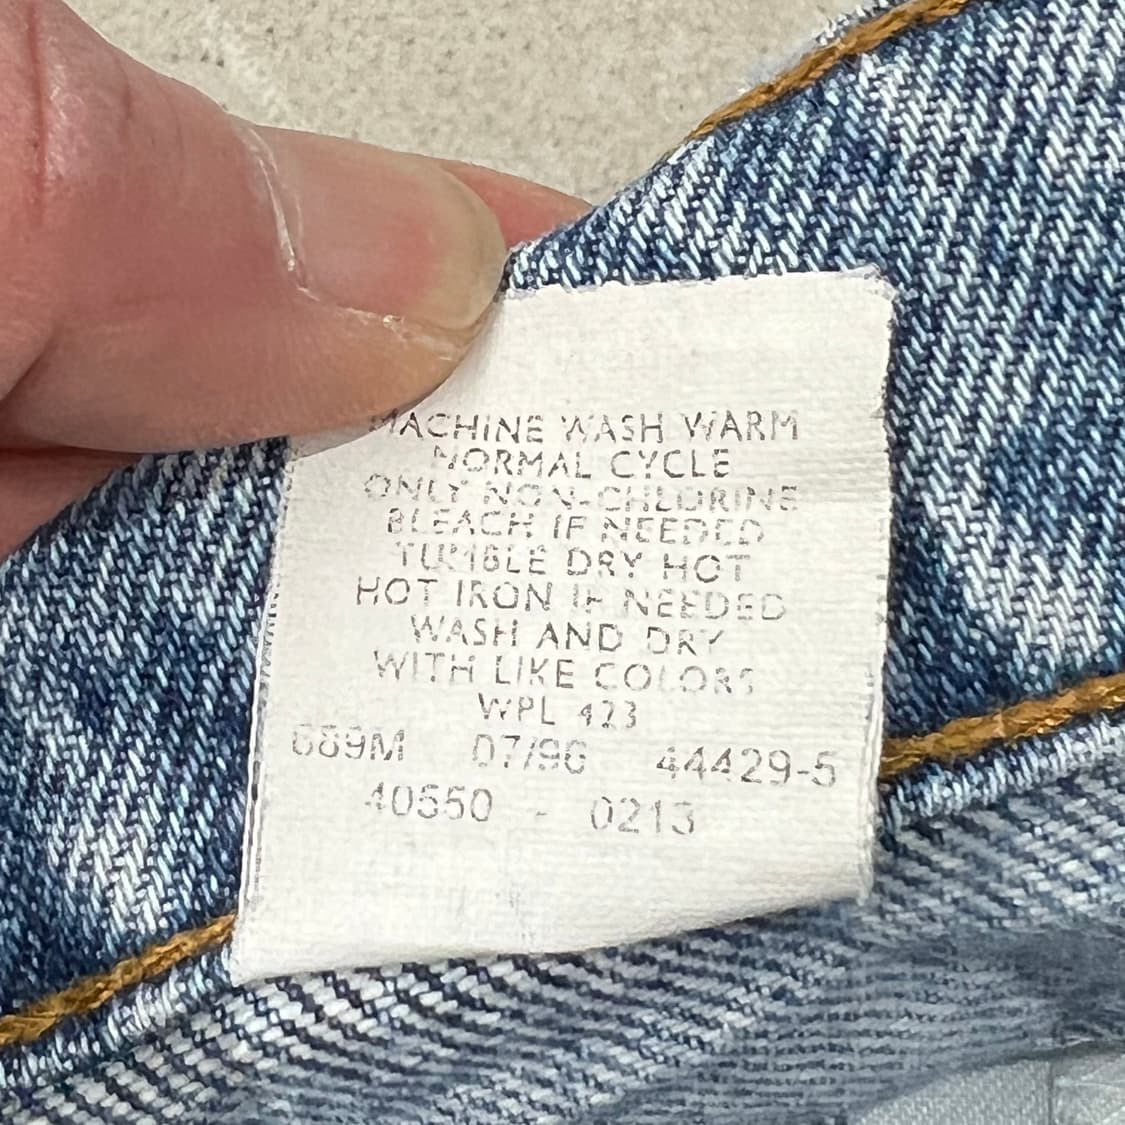 MACHINE WASH WARM
NORMAL CYCLE
ONLY NON-CHLORINE
BLEACH IF NEEDED
TUMBLE DRY HOT
HOT IRON IF NEEDED
WASH AND DRY
WITH LIKE COLORS
WPL 423
07/96 44429-5
40550 - 0213